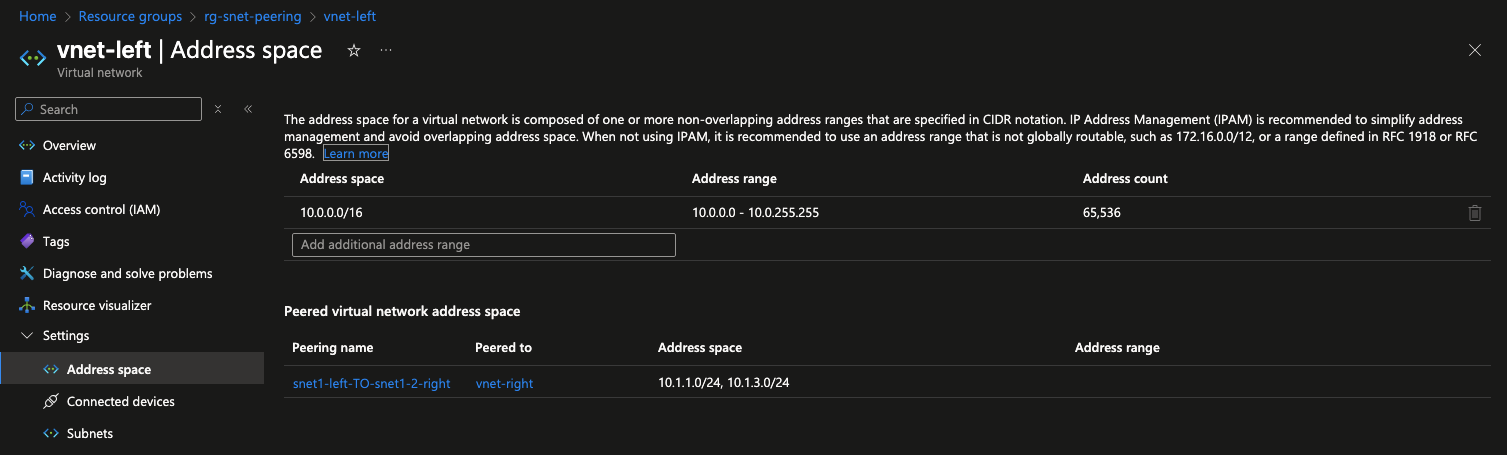 Home > Resource groups > rg-snet-peering > vnet-left
vnet-left | Address space
Virtual network
Search
Overview
Activity log
Access control (IAM)
Tags
Diagnose and solve problems
Resource visualizer
Settings
Address space
Connected devices
Subnets
The address space for a virtual network is composed of one or more non-overlapping address ranges that are specified in CIDR notation. IP Address Management (IPAM) is recommended to simplify address
management and avoid overlapping address space. When not using IPAM, it is recommended to use an address range that is not globally routable, such as 172.16.0.0/12, or a range defined in RFC 1918 or RFC
6598. Learn more
Address space Address range Address count
10.0.0.0/16 10.0.0.0 - 10.0.255.255 65,536
Add additional address range
Peered virtual network address space
Peering name Peered to Address space Address range
snet1-left-TO-snet1-2-right vnet-right 10.1.1.0/24, 10.1.3.0/24